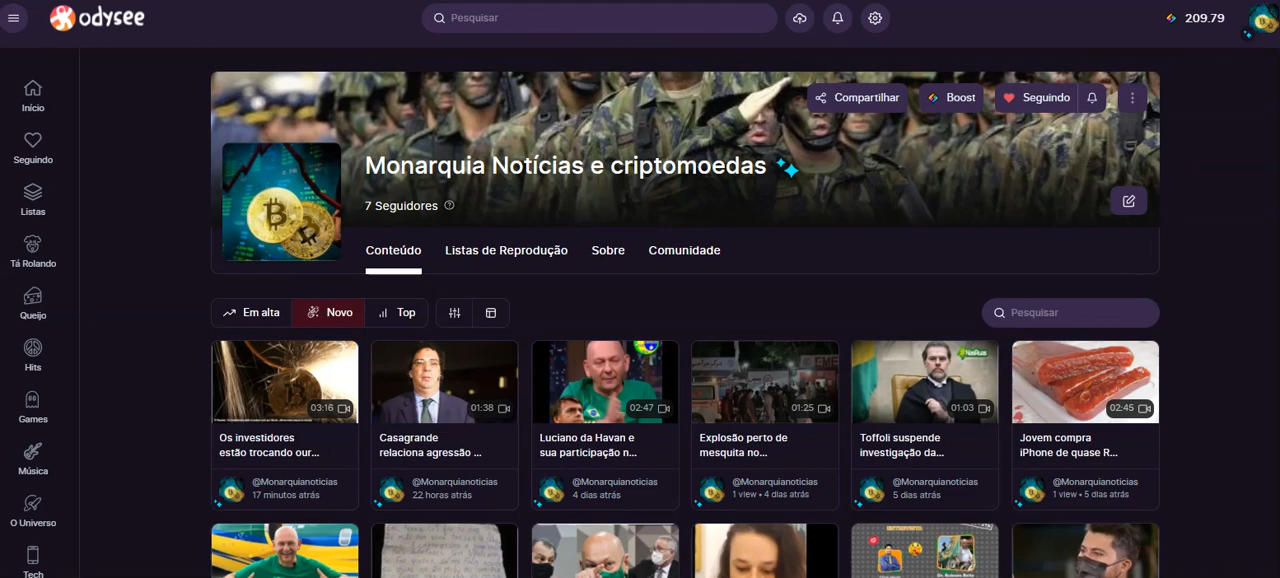 odysee
Pesquisar
209.79
Início
Seguindo
Listas
Tá Rolando
Queijo
Hits
Games
Música
O Universo
Tech
Compartilhar
Boost
Seguindo
Monarquia Notícias e criptomoedas
7 Seguidores
Conteúdo
Listas de Reprodução
Sobre
Comunidade
Em alta
Novo
Top
Pesquisar
03:16
Os investidores
estão trocando our...
@Monarquianoticias
17 minutos atrás
01:38
Casagrande
relaciona agressão ...
@Monarquianoticias
22 horas atrás
02:47
Luciano da Havan e
sua participação n...
@Monarquianoticias
4 dias atrás
01:25
Explosão perto de
mesquita no...
@Monarquianoticias
1 view • 4 dias atrás
#NasRuas
01:03
Toffoli suspende
investigação da...
@Monarquianoticias
5 dias atrás
02:45
Jovem compra
iPhone de quase R...
@Monarquianoticias
1 view • 5 dias atrás